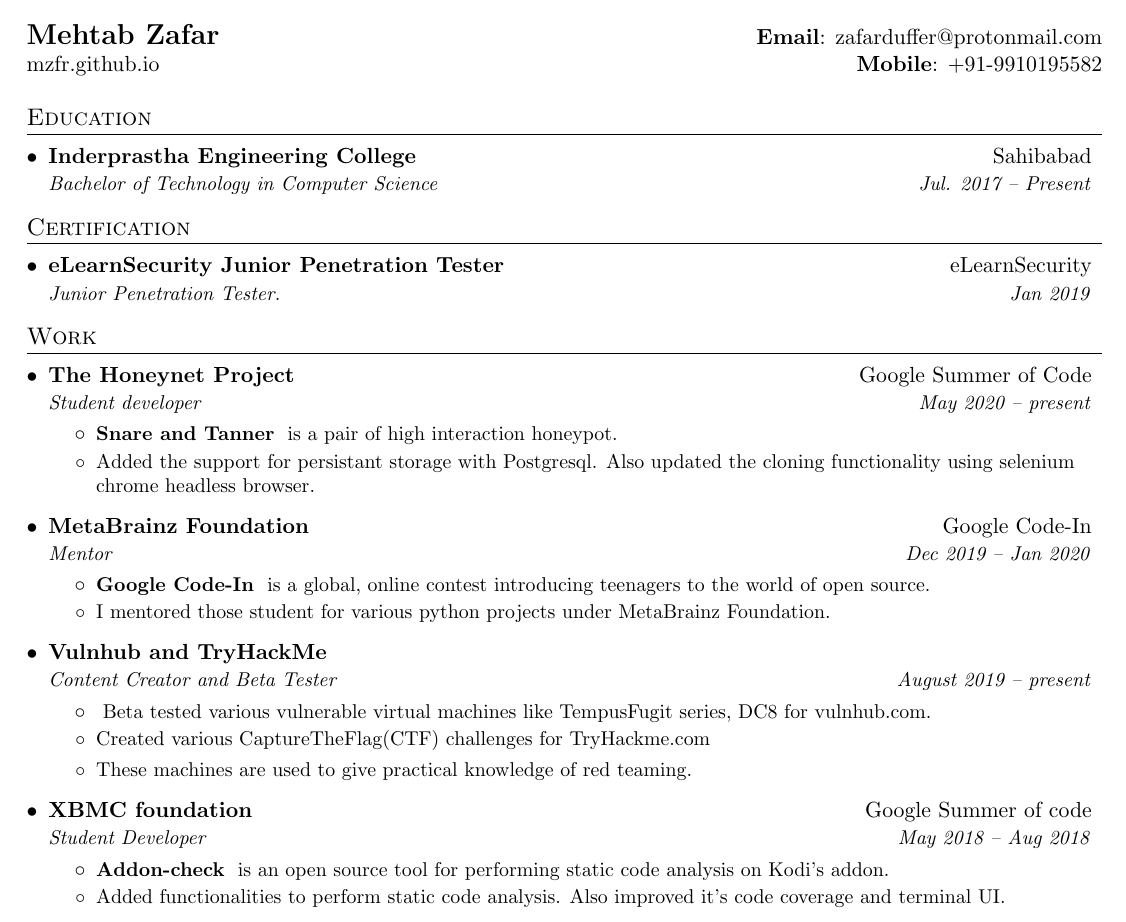 Mehtab Zafar
Email: zafarduffer@protonmail.com
mzfr.github.io
Mobile: +91-9910195582
Education
• Inderprastha Engineering College
Sahibabad
Bachelor of Technology in Computer Science
Jul. 2017 – Present
Certification
• eLearnSecurity Junior Penetration Tester
eLearnSecurity
Junior Penetration Tester.
Jan 2019
Work
• The Honeynet Project
Google Summer of Code
Student developer
May 2020 – present
◦ Snare and Tanner is a pair of high interaction honeypot.
◦ Added the support for persistant storage with Postgresql. Also updated the cloning functionality using selenium
chrome headless browser.
• MetaBrainz Foundation
Google Code-In
Mentor
Dec 2019 – Jan 2020
◦ Google Code-In is a global, online contest introducing teenagers to the world of open source.
◦ I mentored those student for various python projects under MetaBrainz Foundation.
• Vulnhub and TryHackMe
Content Creator and Beta Tester
August 2019 – present
◦ Beta tested various vulnerable virtual machines like TempusFugit series, DC8 for vulnhub.com.
◦ Created various CaptureTheFlag(CTF) challenges for TryHackme.com
◦ These machines are used to give practical knowledge of red teaming.
• XBMC foundation
Google Summer of code
Student Developer
May 2018 – Aug 2018
◦ Addon-check is an open source tool for performing static code analysis on Kodi's addon.
◦ Added functionalities to perform static code analysis. Also improved it's code coverage and terminal UI.